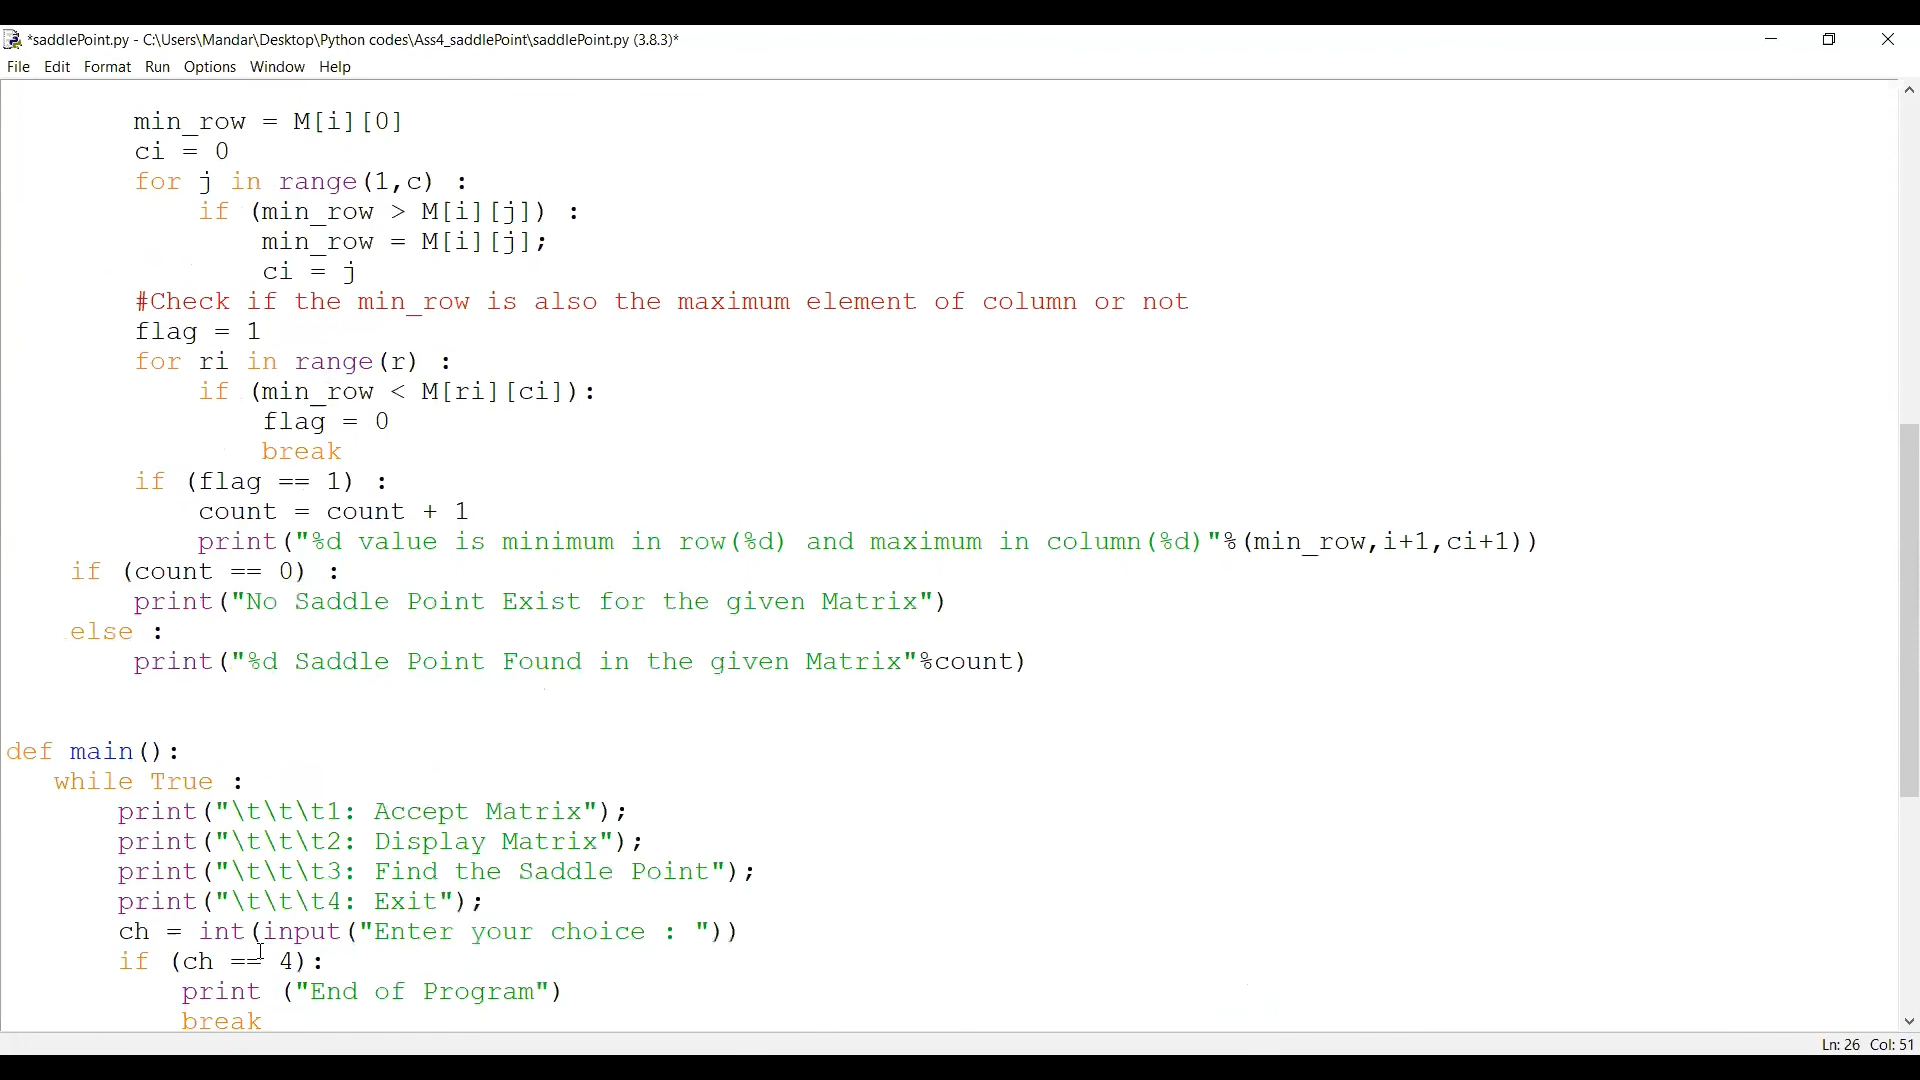 *saddlePoint.py - C:\Users\Mandar\Desktop\Python codes\Ass4_saddlePoint\saddlePoint.py (3.8.3)*
File Edit Format Run Options Window Help
min_row = M[i][0]
ci = 0
for j in range(1,c) :
if (min_row > M[i][j]) :
min_row = M[i][j];
ci = j
#Check if the min_row is also the maximum element of column or not
flag = 1
for ri in range(r) :
if (min_row < M[ri][ci]):
flag = 0
break
if (flag == 1) :
count = count + 1
print("%d value is minimum in row(%d) and maximum in column(%d)"%(min_row,i+1,ci+1))
if (count == 0) :
print("No Saddle Point Exist for the given Matrix")
else :
print("%d Saddle Point Found in the given Matrix"%count)
def main():
while True :
print("\t\t\t1: Accept Matrix");
print("\t\t\t2: Display Matrix");
print("\t\t\t3: Find the Saddle Point");
print("\t\t\t4: Exit");
ch = int(input("Enter your choice : "))
if (ch == 4):
print ("End of Program")
break
Ln: 26 Col: 51